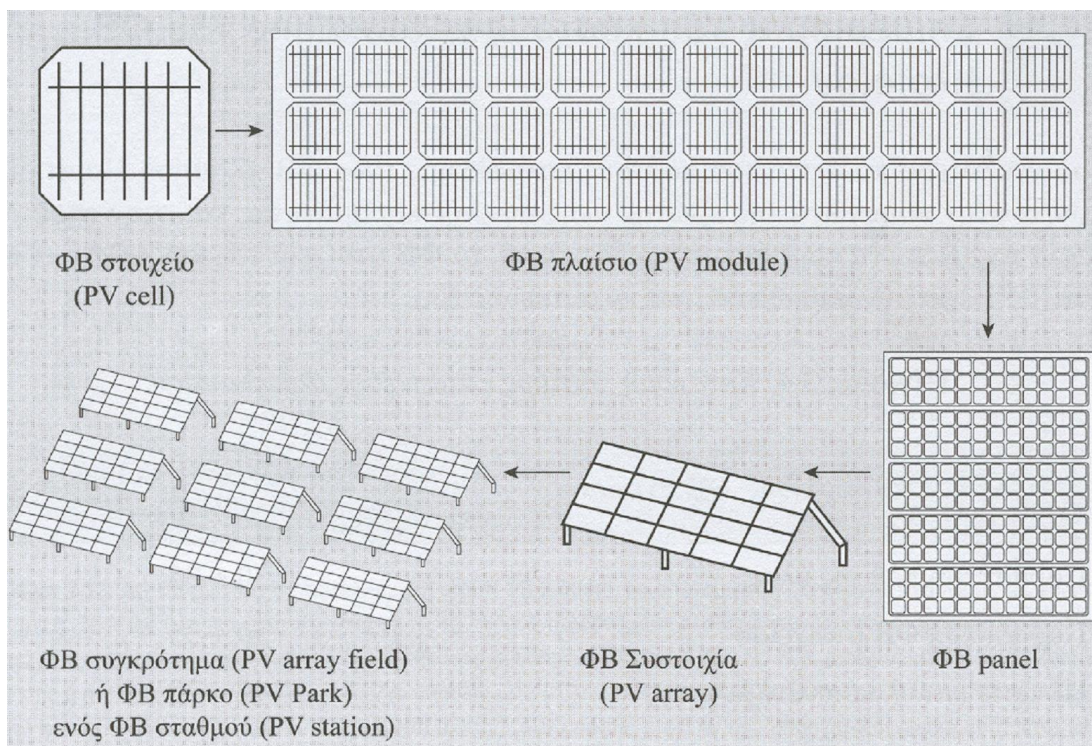 ΦΒ στοιχείο
(PV cell)
ΦΒ πλαίσιο (PV module)
ΦΒ συγκρότημα (PV array field)
ή ΦΒ πάρκο (PV Park)
ενός ΦΒ σταθμού (PV station)
ΦΒ Συστοιχία
(PV array)
ΦΒ panel